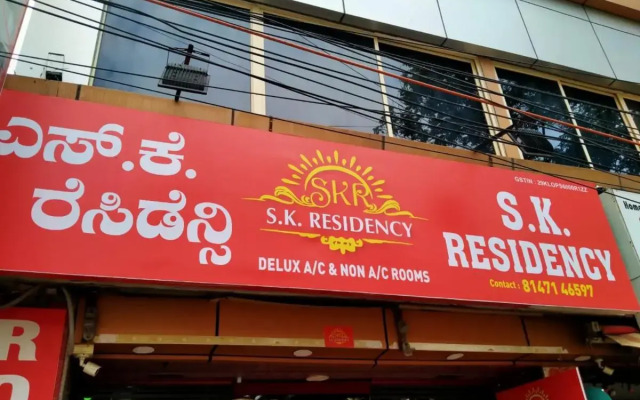 ಎಸ್.ಕೆ.
ರೆಸಿಡೆನ್ಸಿ
SKR
S.K. RESIDENCY
DELUX A/C & NON A/C ROOMS
S.K.
RESIDENCY
Contact : 81471 46597